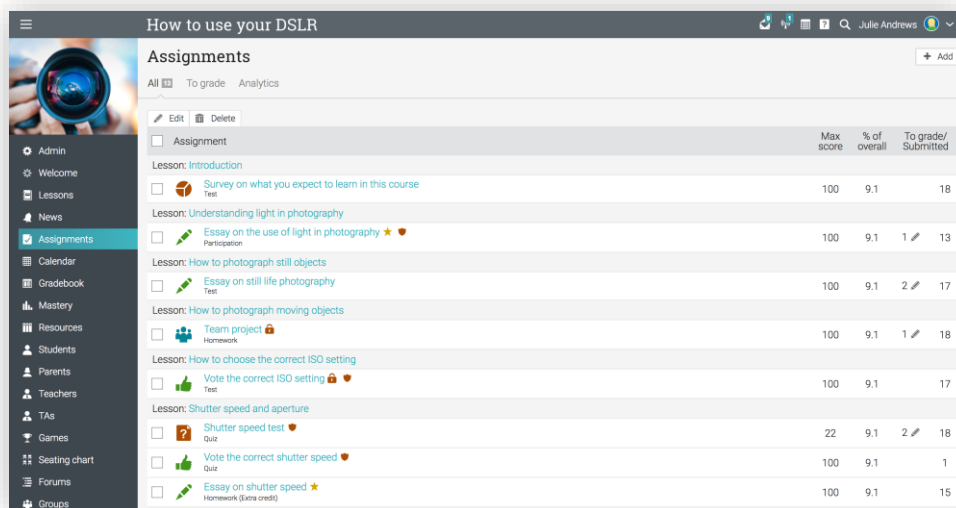 How to use your DSLR
9
1
Julie Andrews
Assignments
+ Add
All 13 To grade Analytics
Edit Delete
Assignment Max score % of overall To grade/ Submitted
Lesson: Introduction
Survey on what you expect to learn in this course 100 9.1 18
Test
Lesson: Understanding light in photography
Essay on the use of light in photography 100 9.1 1 13
Participation
Lesson: How to photograph still objects
Essay on still life photography 100 9.1 2 17
Test
Lesson: How to photograph moving objects
Team project 100 9.1 1 18
Homework
Lesson: How to choose the correct ISO setting
Vote the correct ISO setting 100 9.1 17
Test
Lesson: Shutter speed and aperture
Shutter speed test 22 9.1 2 18
Quiz
Vote the correct shutter speed 100 9.1 1
Quiz
Essay on shutter speed 100 9.1 15
Homework (Extra credit)
Admin
Welcome
Lessons
News
Assignments
Calendar
Gradebook
Mastery
Resources
Students
Parents
Teachers
TAs
Games
Seating chart
Forums
Groups